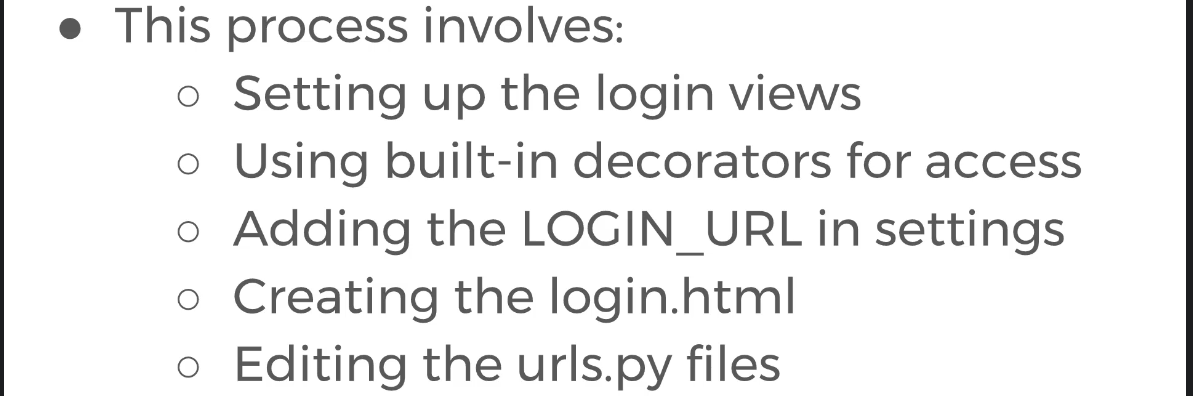 ● This process involves:
○ Setting up the login views
○ Using built-in decorators for access
○ Adding the LOGIN_URL in settings
○ Creating the login.html
○ Editing the urls.py files